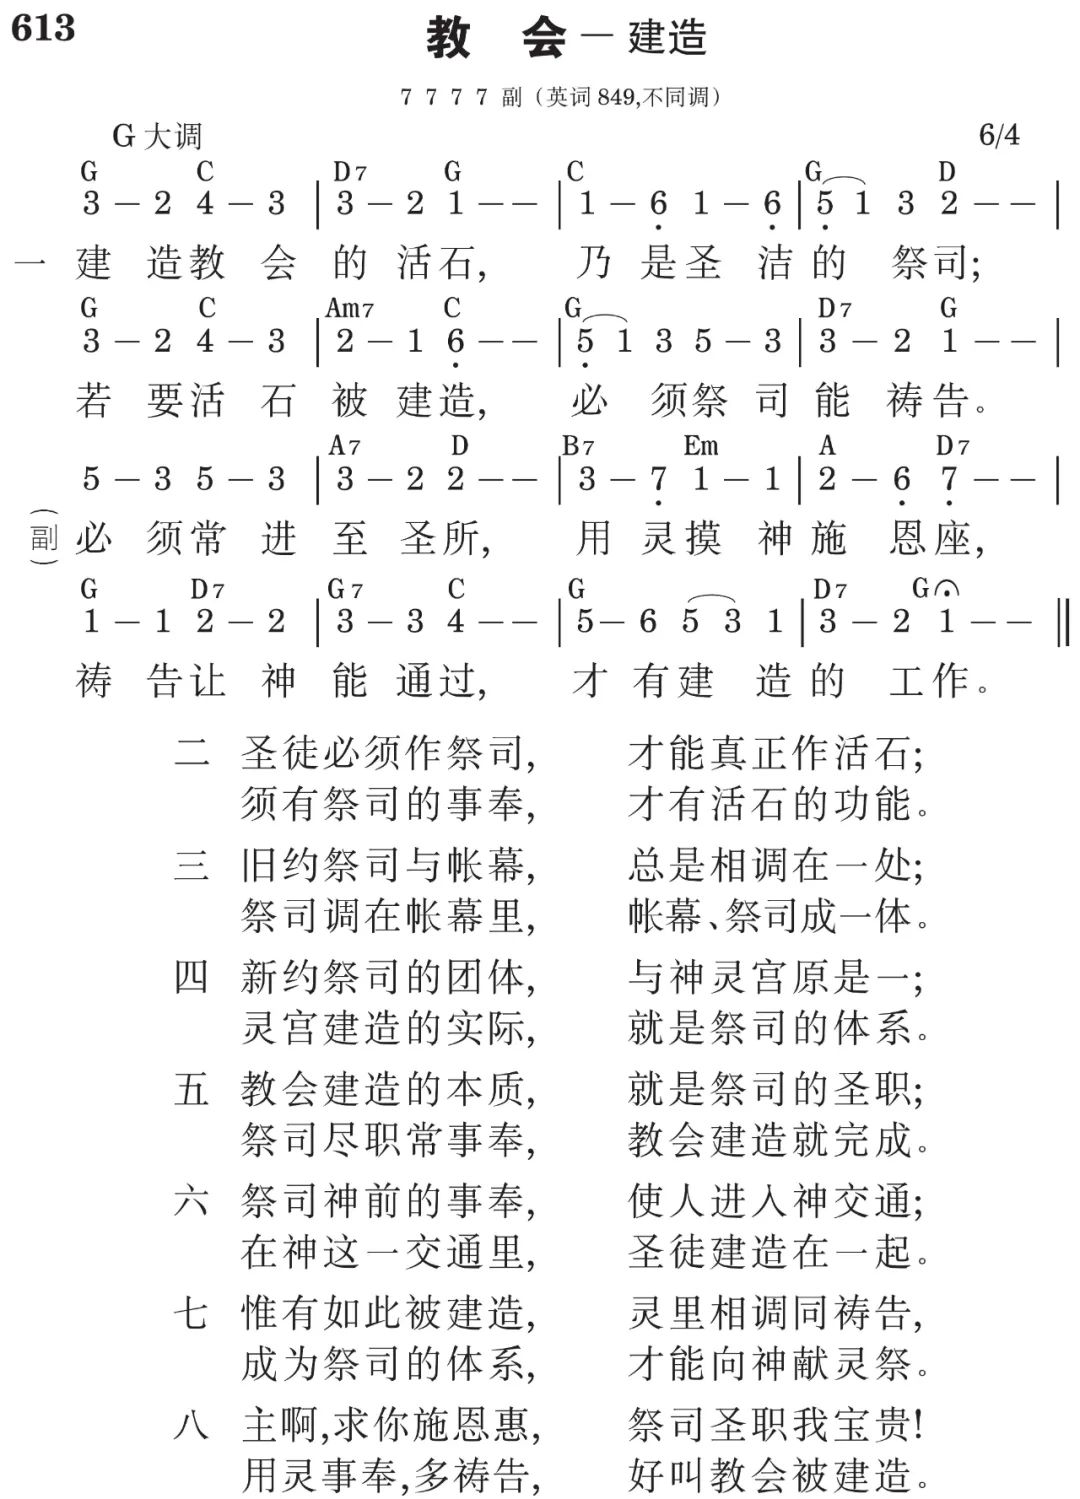 613
教 会 — 建造
7 7 7 7 副（英词849,不同调）
G大调 6/4
G C D7 G C G D
3 – 2 4 – 3 | 3 – 2 1 – – | 1 – 6̣ 1 – 6̣ | 5̣ 1 3 2 – – |
一 建 造教 会 的 活石, 乃 是圣 洁的 祭司;
G C Am7 C G D7 G
3 – 2 4 – 3 | 2 – 1 6̣ – – | 5̣ 1 3 5 – 3 | 3 – 2 1 – – |
若 要活 石 被 建造, 必 须祭 司 能 祷告。
A7 D B7 Em A D7
5 – 3 5 – 3 | 3 – 2 2 – – | 3 – 7̣ 1 – 1 | 2 – 6̣ 7̣ – – |
(副) 必 须常 进 至 圣所, 用 灵摸 神施 恩座,
G D7 G7 C G D7 G
1 – 1 2 – 2 | 3 – 3 4 – – | 5 – 6 5 3 1 | 3 – 2 1 – – ‖
祷 告让 神 能 通过, 才 有建 造的 工作。
二 圣徒必须作祭司, 才能真正作活石;
须有祭司的事奉, 才有活石的功能。
三 旧约祭司与帐幕, 总是相调在一处;
祭司调在帐幕里, 帐幕、祭司成一体。
四 新约祭司的团体, 与神灵宫原是一;
灵宫建造的实际, 就是祭司的体系。
五 教会建造的本质, 就是祭司的圣职;
祭司尽职常事奉, 教会建造就完成。
六 祭司神前的事奉, 使人进入神交通;
在神这一交通里, 圣徒建造在一起。
七 惟有如此被建造, 灵里相调同祷告,
成为祭司的体系, 才能向神献灵祭。
八 主啊,求你施恩惠, 祭司圣职我宝贵!
用灵事奉,多祷告, 好叫教会被建造。